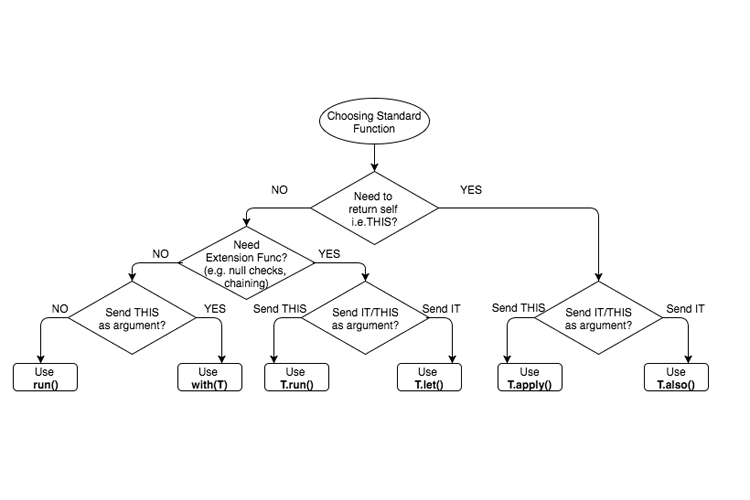 Choosing Standard
Function
NO
YES
Need to
return self
i.e.THIS?
NO
Need
Extension Func?
(e.g. null checks,
chaining)
YES
NO
Send THIS
as argument?
YES
Send THIS
Send IT/THIS
as argument?
Send IT
Send THIS
Send IT/THIS
as argument?
Send IT
Use
run()
Use
with(T)
Use
T.run()
Use
T.let()
Use
T.apply()
Use
T.also()